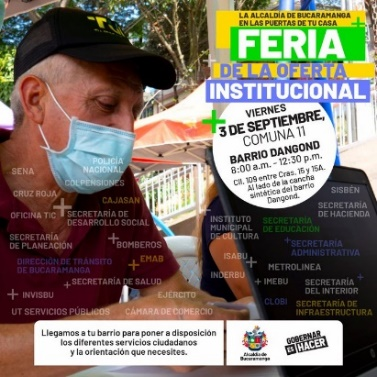 LA ALCALDÍA DE BUCARAMANGA
EN LAS PUERTAS DE TU CASA
FERIA
DE LA OFERTA
INSTITUCIONAL
VIERNES
3 DE SEPTIEMBRE,
COMUNA 11
BARRIO DANGOND
8:00 a.m. - 12:30 p.m.
Cll. 109 entre Cras. 15 y 15A.
Al lado de la cancha
sintética del barrio
Dangond.
SENA
POLICÍA
NACIONAL
COLPENSIONES
CRUZ ROJA
CAJASAN
OFICINA TIC
SECRETARÍA DE
DESARROLLO SOCIAL
SECRETARÍA
DE PLANEACIÓN
BOMBEROS
DIRECCIÓN DE TRÁNSITO
DE BUCARAMANGA
EMAB
SECRETARÍA DE SALUD
INVISBU
EJÉRCITO
UT SERVICIOS PÚBLICOS
CÁMARA DE COMERCIO
SISBÉN
SECRETARÍA
DE HACIENDA
INSTITUTO
MUNICIPAL
DE CULTURA
SECRETARÍA
DE EDUCACIÓN
SECRETARÍA
ADMINISTRATIVA
ISABU
METROLINEA
INDERBU
IMEBU
SECRETARÍA
DEL INTERIOR
CLOBI
SECRETARÍA DE
INFRAESTRUCTURA
Llegamos a tu barrio para poner a disposición
los diferentes servicios ciudadanos
y la orientación que necesites.
Alcaldía de
Bucaramanga
GOBERNAR
ES HACER